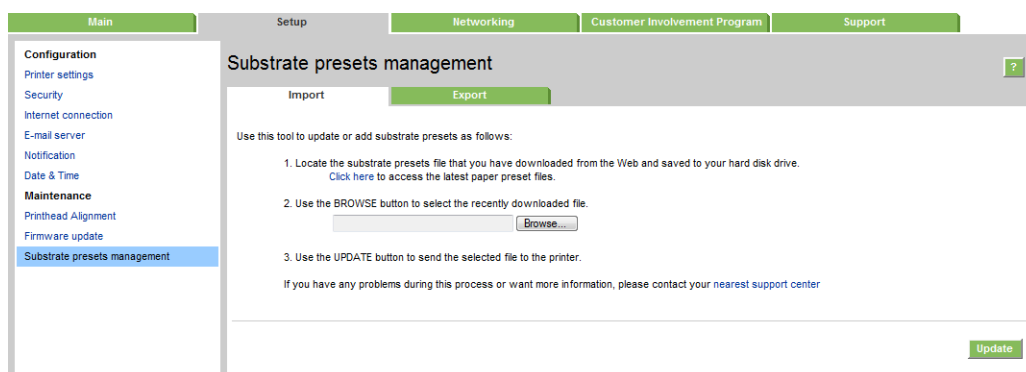 Main
Setup
Networking
Customer Involvement Program
Support
Configuration
Printer settings
Security
Internet connection
E-mail server
Notification
Date & Time
Maintenance
Printhead Alignment
Firmware update
Substrate presets management
Substrate presets management
?
Import
Export
Use this tool to update or add substrate presets as follows:
1. Locate the substrate presets file that you have downloaded from the Web and saved to your hard disk drive.
Click here to access the latest paper preset files.
2. Use the BROWSE button to select the recently downloaded file.
Browse...
3. Use the UPDATE button to send the selected file to the printer.
If you have any problems during this process or want more information, please contact your nearest support center
Update